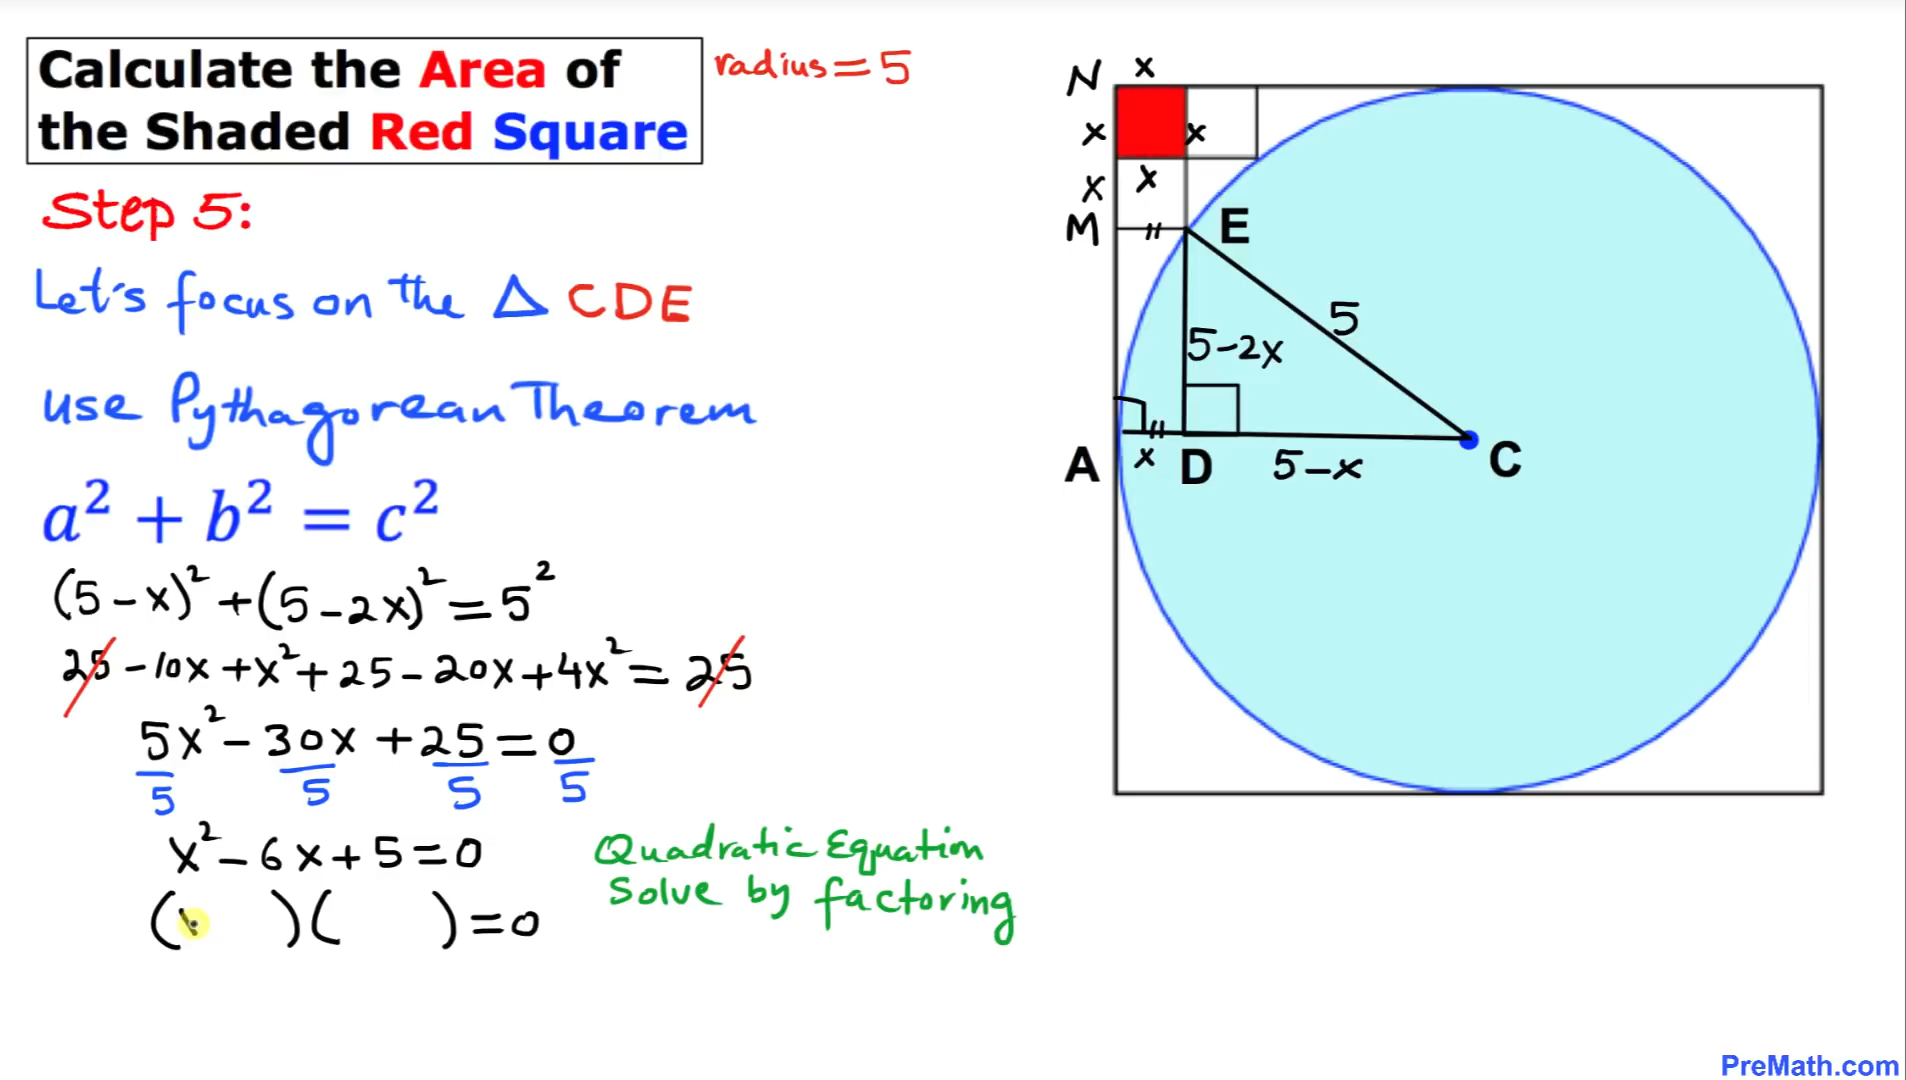 Calculate the Area of
the Shaded Red Square
radius = 5
Step 5:
Let's focus on the △ CDE
use Pythagorean Theorem
a² + b² = c²
(5 - x)² + (5 - 2x)² = 5²
25 - 10x + x² + 25 - 20x + 4x² = 25
5x² - 30x + 25 = 0
5 5 5 5
x² - 6x + 5 = 0
( )( ) = 0
Quadratic Equation
Solve by factoring
N x
x x
x x
M E
5
5-2x
A x D 5-x C
PreMath.com